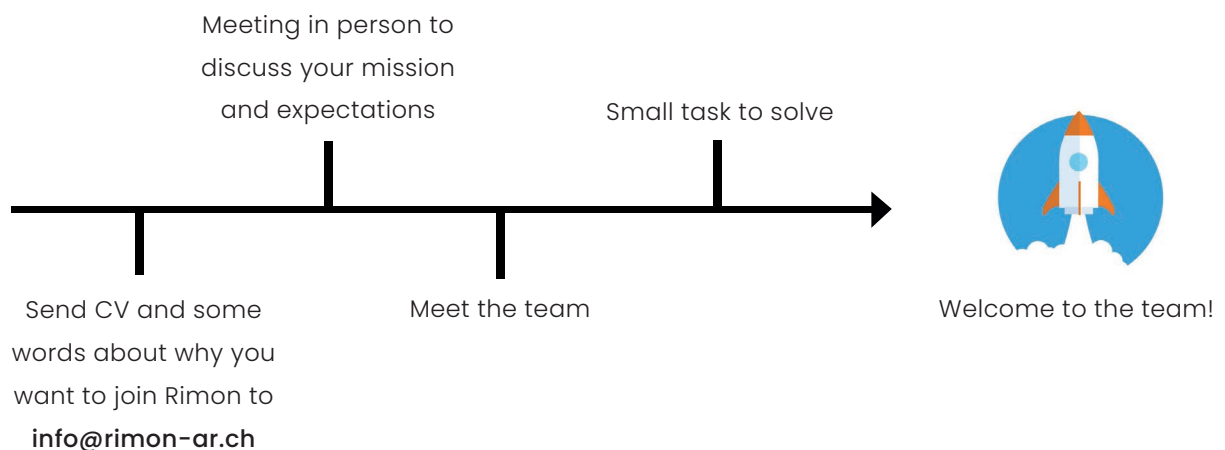 Meeting in person to
discuss your mission
and expectations
Small task to solve
Send CV and some
words about why you
want to join Rimon to
info@rimon-ar.ch
Meet the team
Welcome to the team!